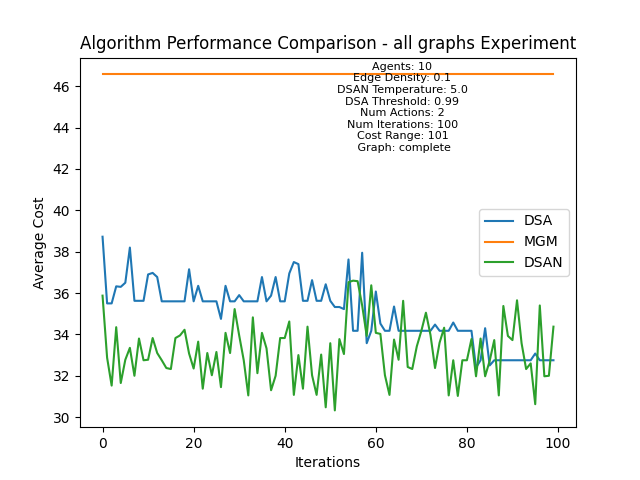 Algorithm Performance Comparison - all graphs Experiment
Agents: 10
Edge Density: 0.1
DSAN Temperature: 5.0
DSA Threshold: 0.99
Num Actions: 2
Num Iterations: 100
Cost Range: 101
Graph: complete
46
44
42
40
38
36
34
32
30
Average Cost
DSA
MGM
DSAN
0
20
40
60
80
100
Iterations